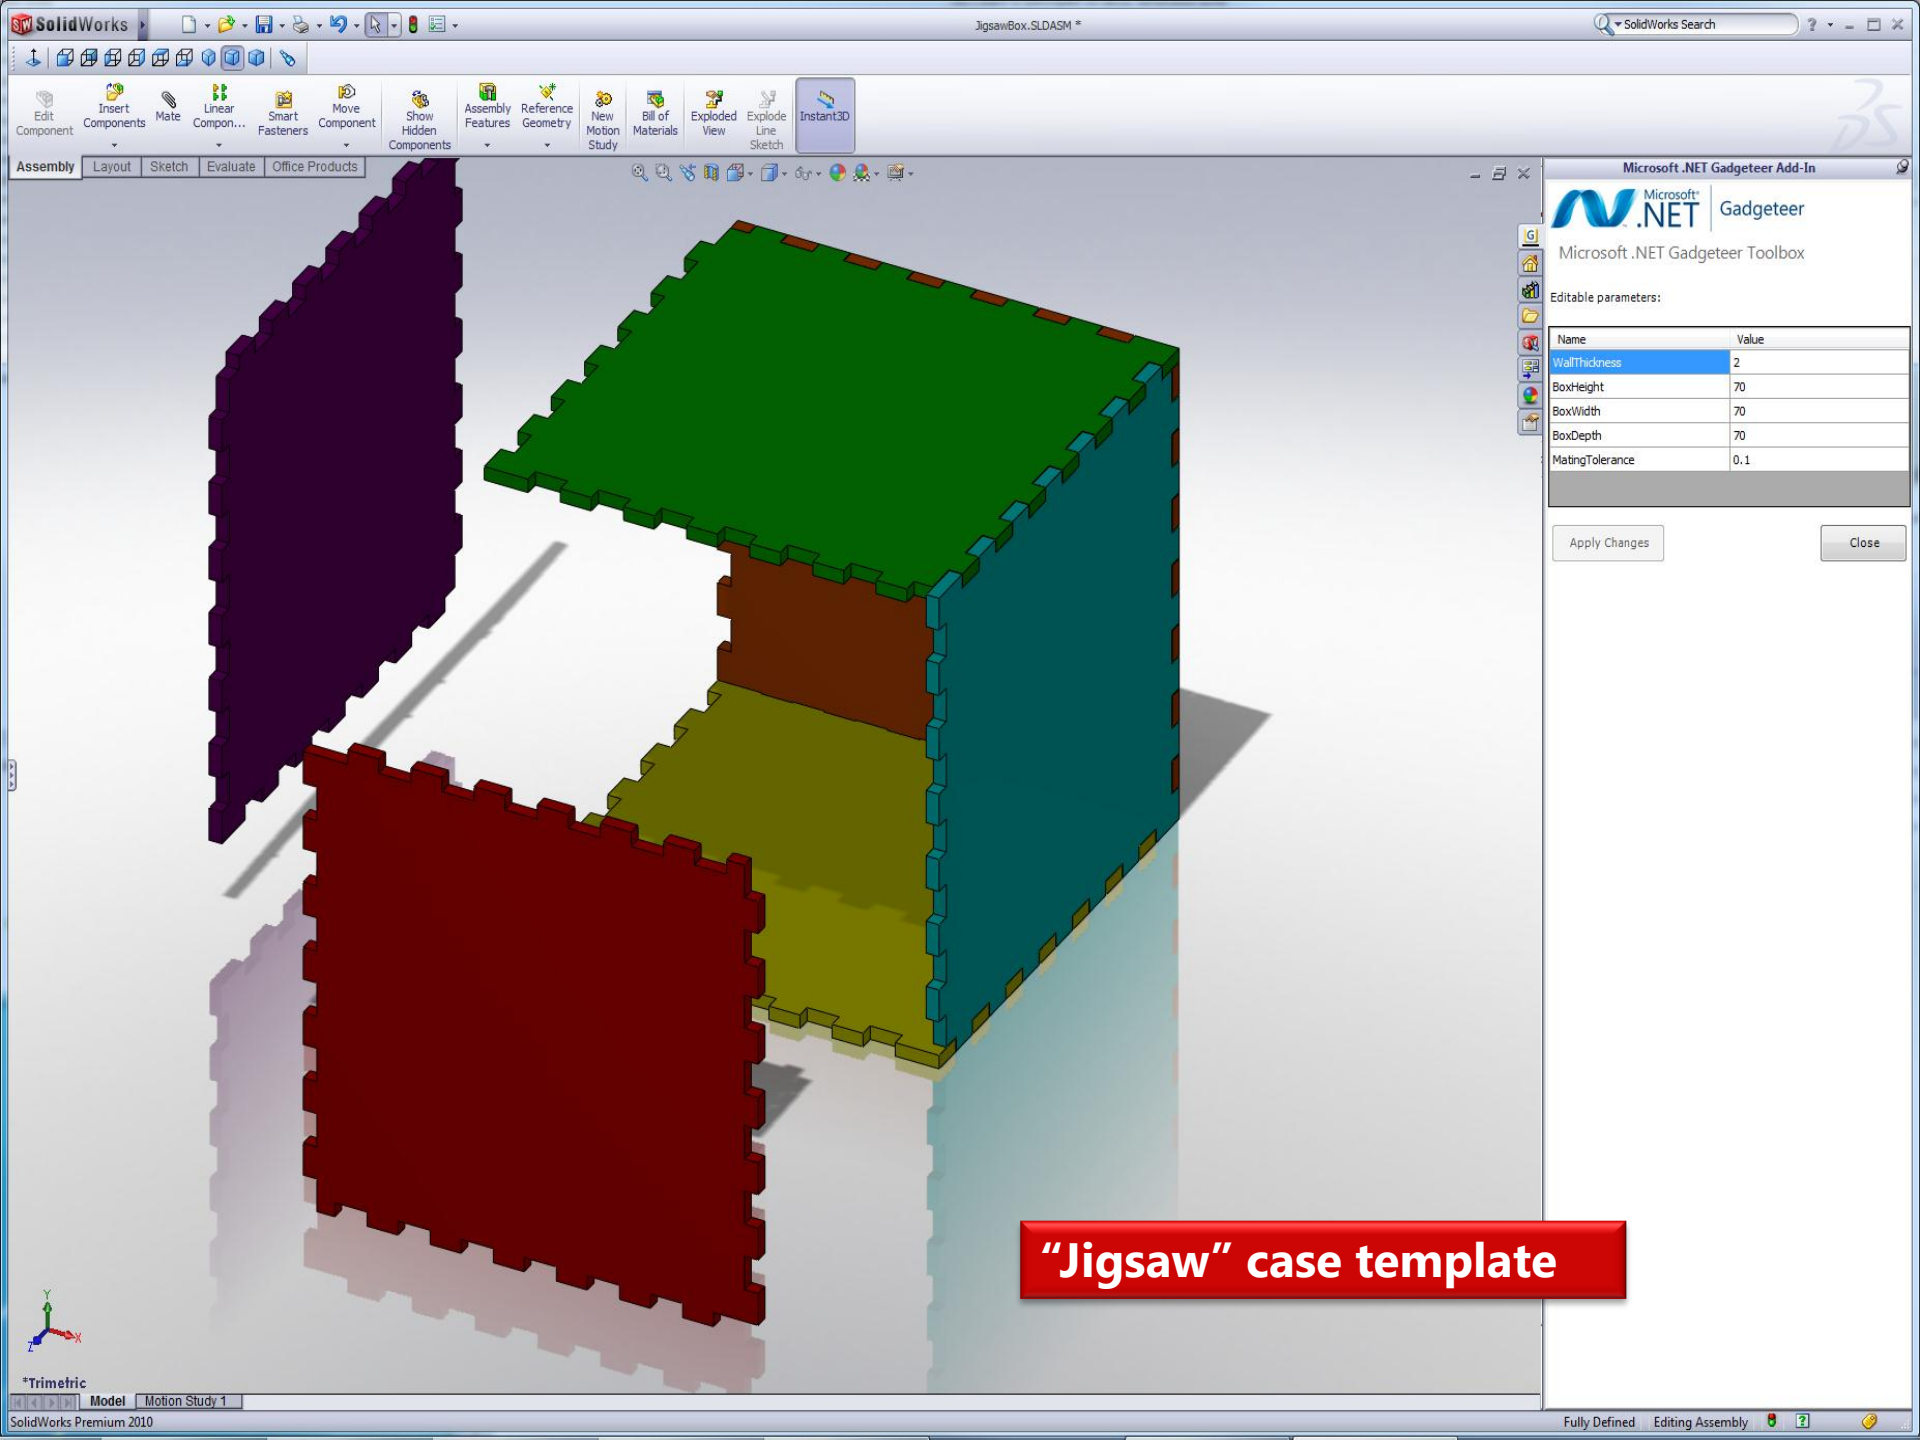 SolidWorks
JigsawBox.SLDASM *
SolidWorks Search
Edit Component
Insert Components
Mate
Linear Compon...
Smart Fasteners
Move Component
Show Hidden Components
Assembly Features
Reference Geometry
New Motion Study
Bill of Materials
Exploded View
Explode Line Sketch
Instant3D
Assembly Layout Sketch Evaluate Office Products
Microsoft .NET Gadgeteer Add-In
Microsoft .NET Gadgeteer
Microsoft .NET Gadgeteer Toolbox
Editable parameters:
Name Value
WallThickness 2
BoxHeight 70
BoxWidth 70
BoxDepth 70
MatingTolerance 0.1
Apply Changes Close
“Jigsaw” case template
Y
X
Z
*Trimetric
Model Motion Study 1
SolidWorks Premium 2010
Fully Defined Editing Assembly